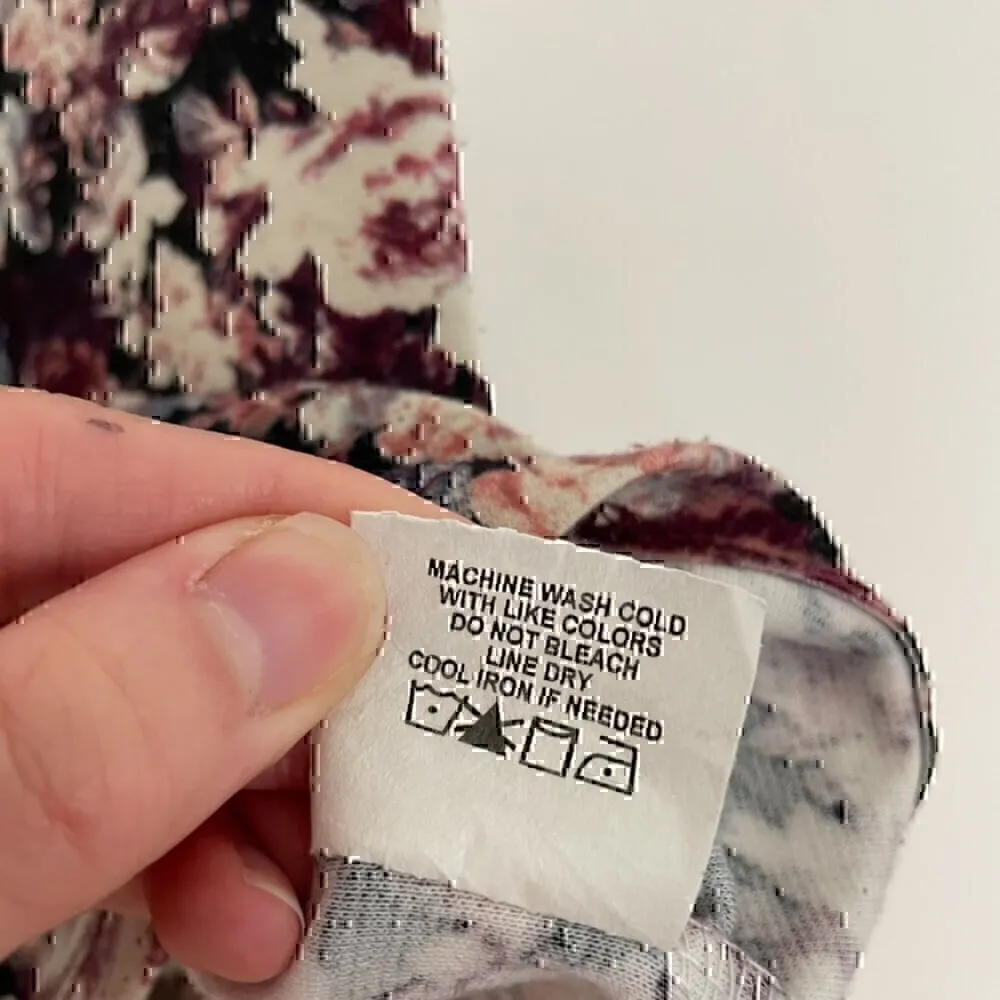 MACHINE WASH COLD
WITH LIKE COLORS
DO NOT BLEACH
LINE DRY
COOL IRON IF NEEDED